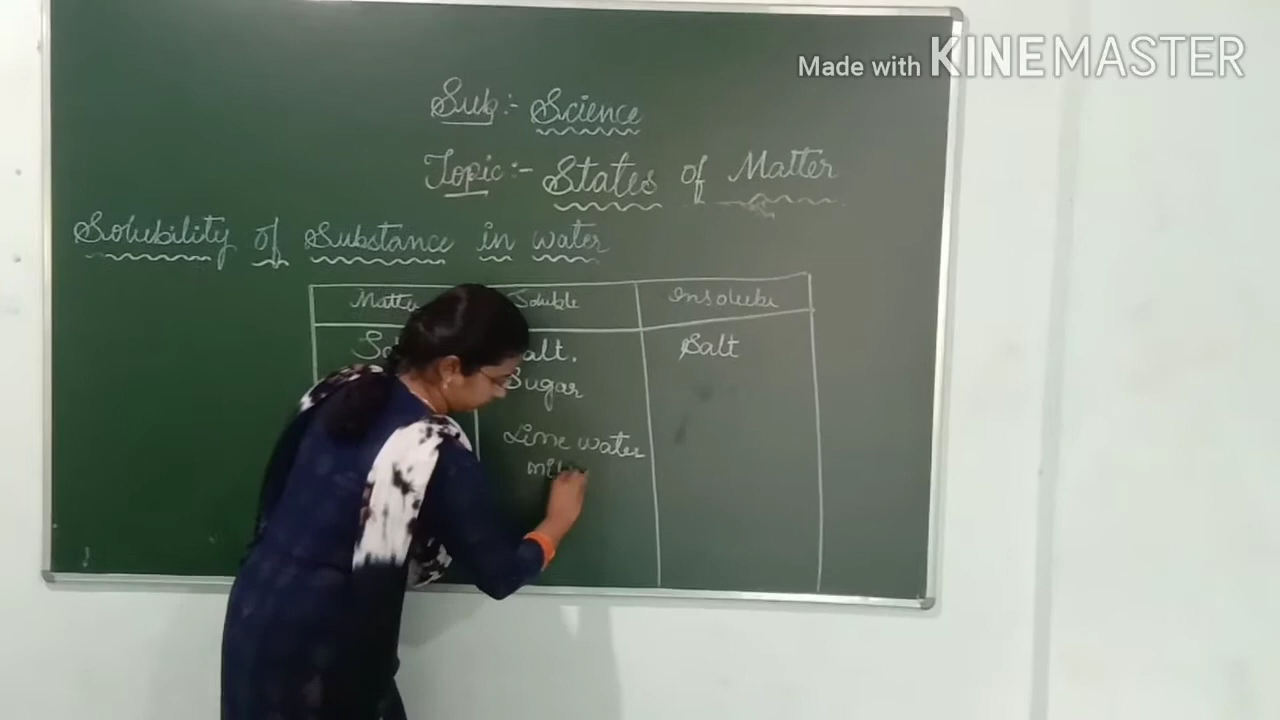 Made with KINEMASTER
Sub:- Science
Topic:- States of Matter
Solubility of Substance in water
Soluble Insoluble
Salt
Sugar
Lime water